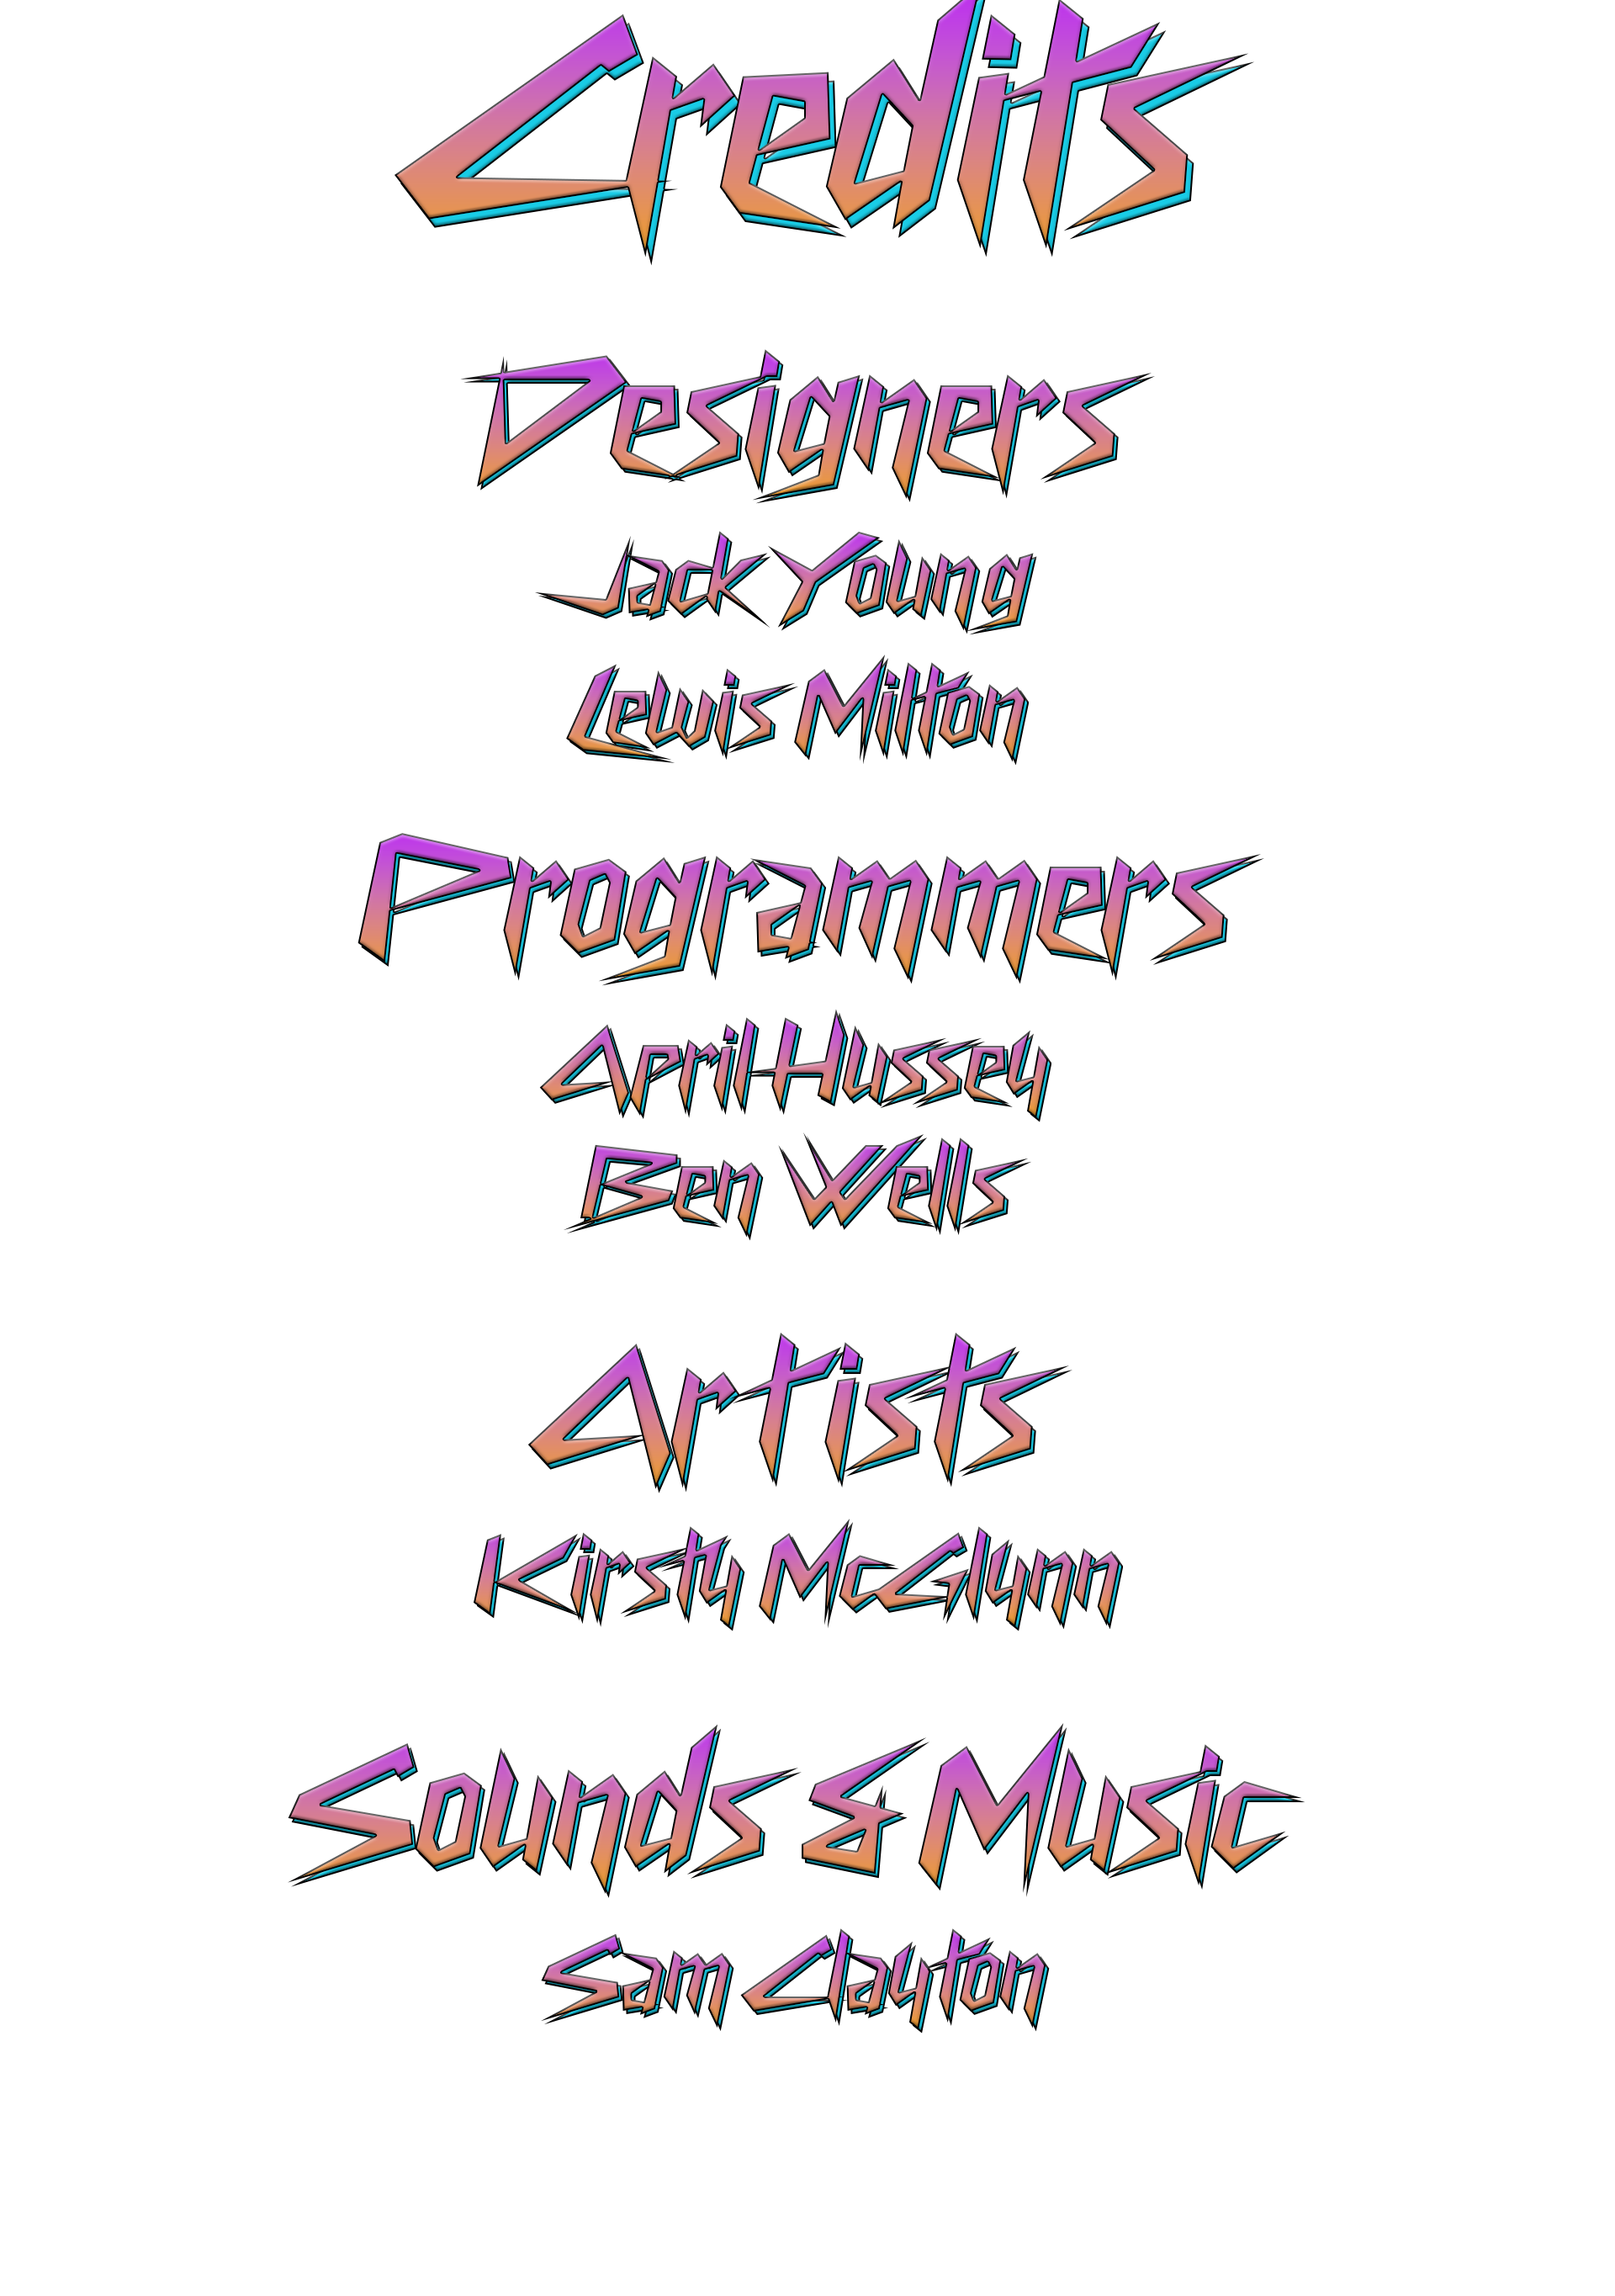 Credits
Designers
Jack Young
Lewis Milton
Programmers
April Hussey
Ben Wells
Artists
Kirsty McGlynn
Sounds & Music
Sam Clayton